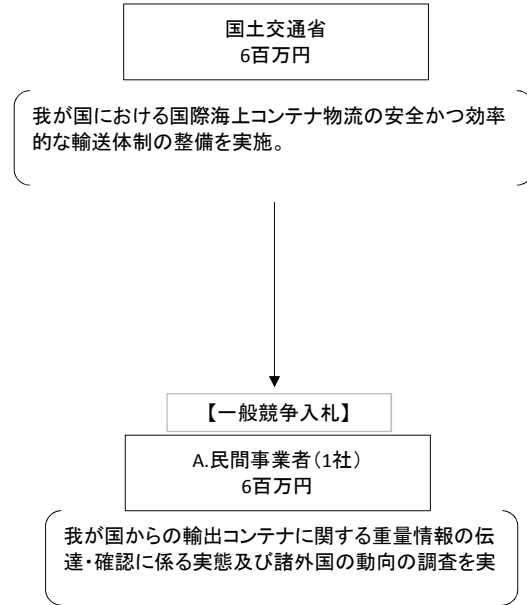 国土交通省
6百万円
我が国における国際海上コンテナ物流の安全かつ効率
的な輸送体制の整備を実施。
【一般競争入札】
A.民間事業者(1社)
6百万円
我が国からの輸出コンテナに関する重量情報の伝
達・確認に係る実態及び諸外国の動向の調査を実